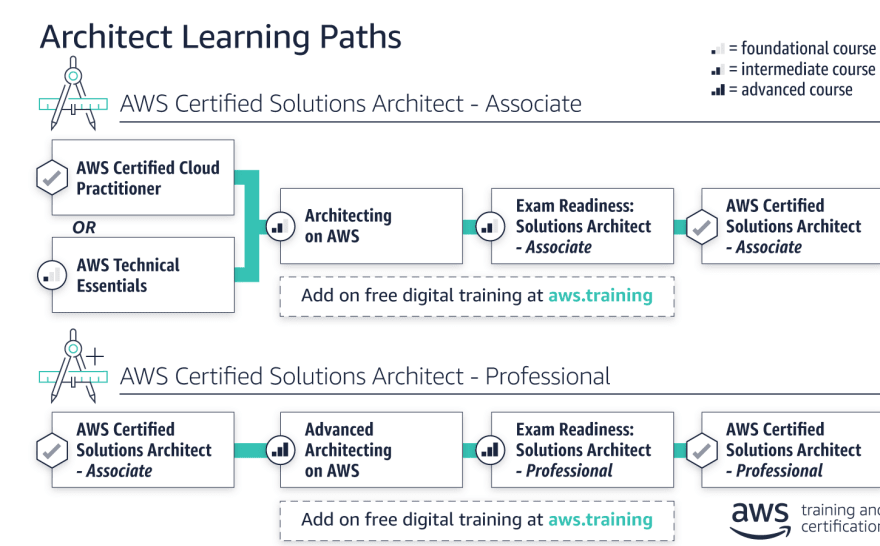 Architect Learning Paths
= foundational course
= intermediate course
= advanced course
AWS Certified Solutions Architect - Associate
AWS Certified Cloud
Practitioner
OR
AWS Technical
Essentials
Architecting
on AWS
Exam Readiness:
Solutions Architect
- Associate
AWS Certified
Solutions Architect
- Associate
Add on free digital training at aws.training
AWS Certified Solutions Architect - Professional
AWS Certified
Solutions Architect
- Associate
Advanced
Architecting
on AWS
Exam Readiness:
Solutions Architect
- Professional
AWS Certified
Solutions Architect
- Professional
Add on free digital training at aws.training
aws
training and
certification